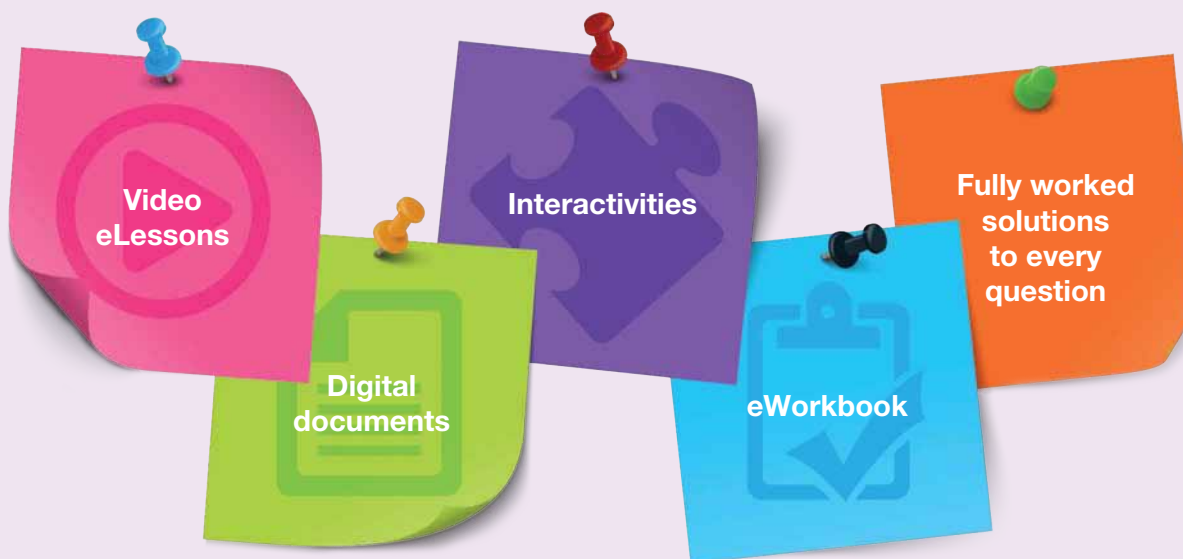 Video
eLessons
Digital
documents
Interactivities
eWorkbook
Fully worked
solutions
to every
question